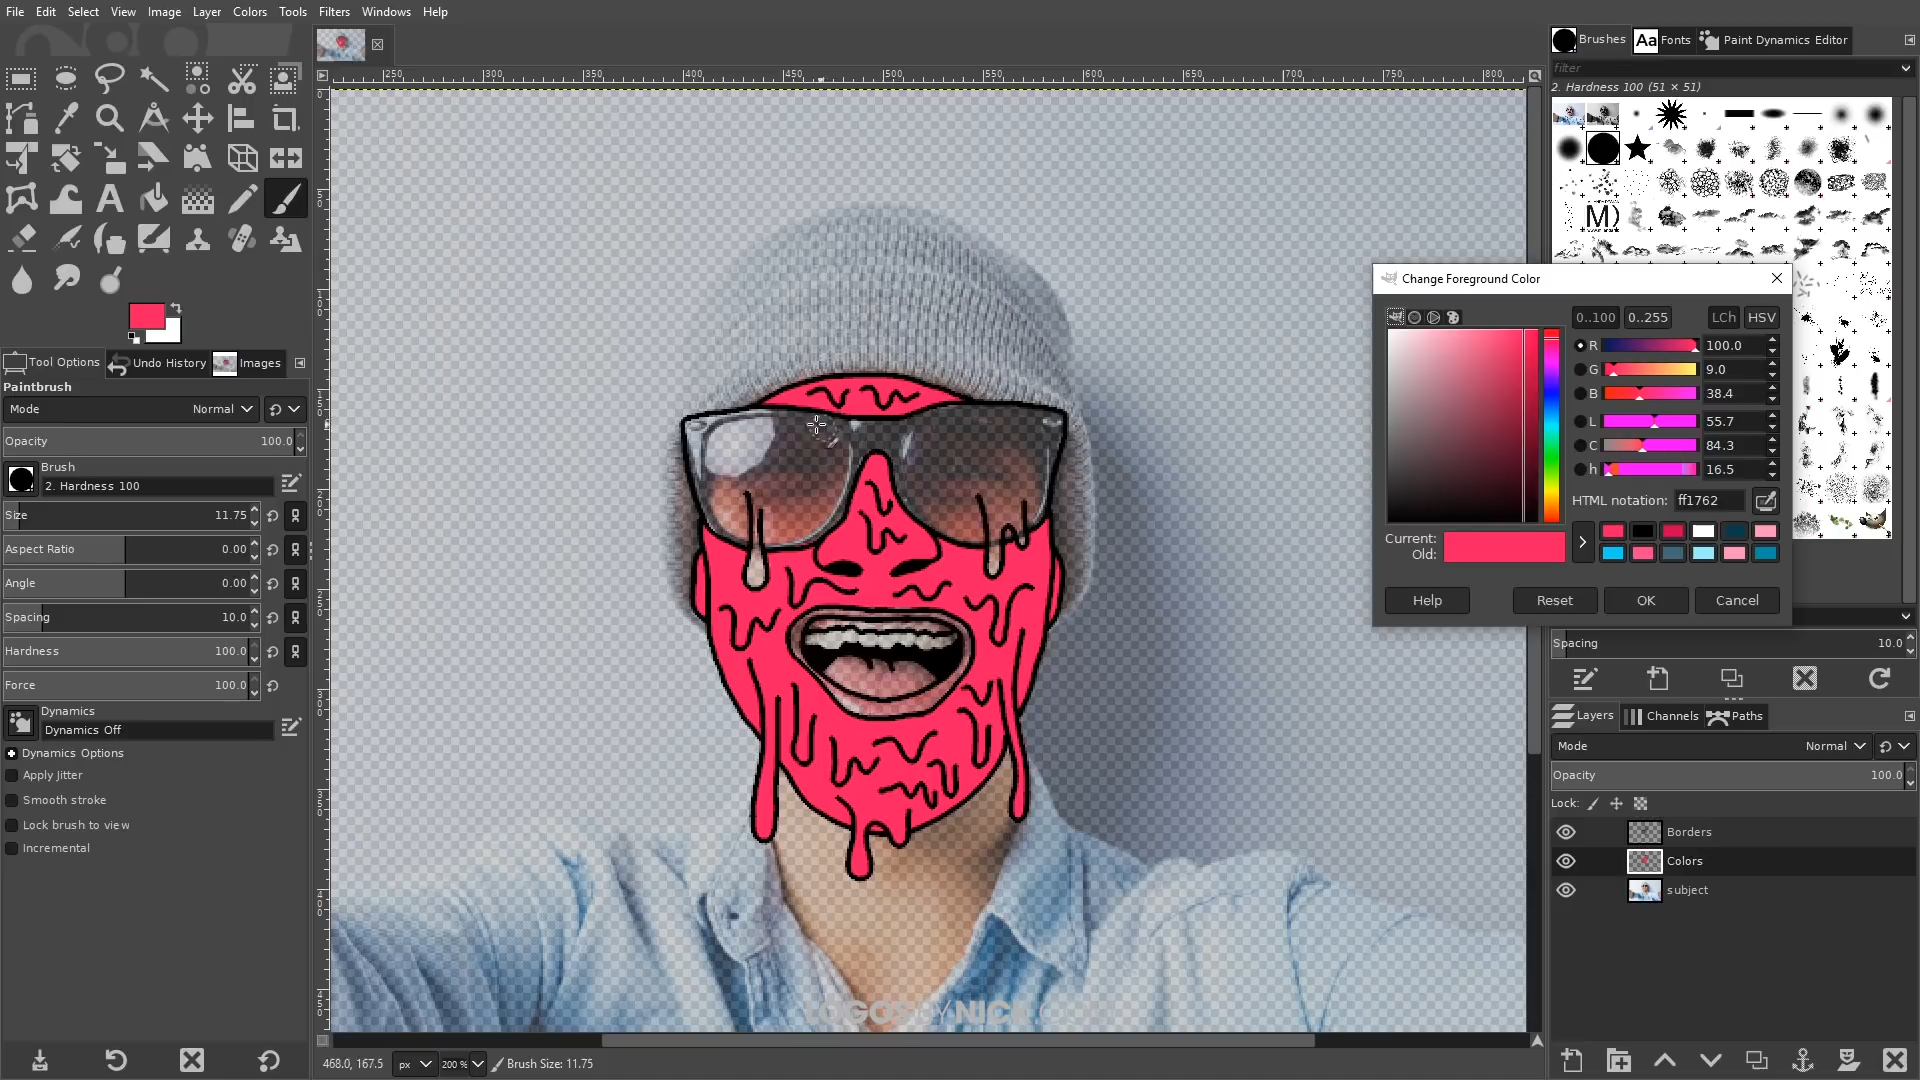 File Edit Select View Image Layer Colors Tools Filters Windows Help
Brushes Aa Fonts Paint Dynamics Editor
filter
2. Hardness 100 (51 × 51)
250 300 350 400 450 500 550 600 650 700 750 800
Tool Options Undo History Images
Paintbrush
Mode Normal
Opacity 100.0
Brush
2. Hardness 100
Size 11.75
Aspect Ratio 0.00
Angle 0.00
Spacing 10.0
Hardness 100.0
Force 100.0
Dynamics
Dynamics Off
Dynamics Options
Apply Jitter
Smooth stroke
Lock brush to view
Incremental
Change Foreground Color
0..100 0..255 LCh HSV
R 100.0
G 9.0
B 38.4
L 55.7
C 84.3
h 16.5
HTML notation: ff1762
Current:
Old:
Help Reset OK Cancel
Spacing 10.0
Layers Channels Paths
Mode Normal
Opacity 100.0
Lock:
Borders
Colors
subject
LOGOS BY NICK
468.0, 167.5 px 200 % Brush Size: 11.75